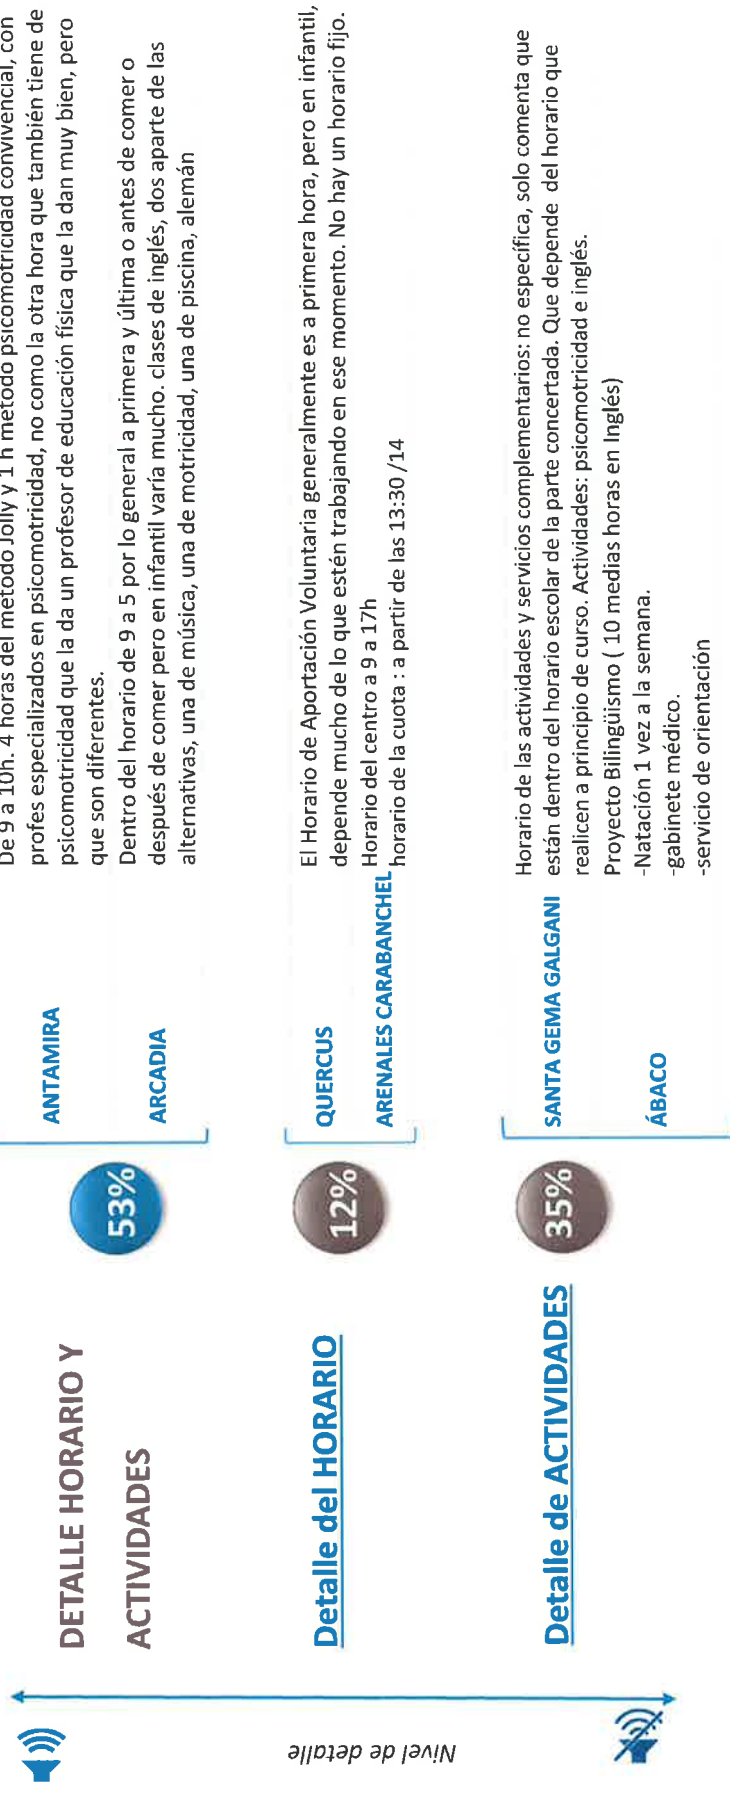 Nivel de detalle
DETALLE HORARIO Y
ACTIVIDADES
53%
ANTAMIRA
De 9 a 10h. 4 horas del metodo Jolly y 1 h metodo psicomotricidad convivencial, con
profes especializados en psicomotricidad, no como la otra hora que también tiene de
psicomotricidad que la da un profesor de educación física que la dan muy bien, pero
que son diferentes.
ARCADIA
Dentro del horario de 9 a 5 por lo general a primera y última o antes de comer o
después de comer pero en infantil varía mucho. clases de inglés, dos aparte de las
alternativas, una de música, una de motricidad, una de piscina, alemán
Detalle del HORARIO
12%
QUERCUS
El Horario de Aportación Voluntaria generalmente es a primera hora, pero en infantil,
depende mucho de lo que estén trabajando en ese momento. No hay un horario fijo.
ARENALES CARABANCHEL
Horario del centro a 9 a 17h
horario de la cuota : a partir de las 13:30 /14
Detalle de ACTIVIDADES
35%
SANTA GEMA GALGANI
Horario de las actividades y servicios complementarios: no específica, solo comenta que
están dentro del horario escolar de la parte concertada. Que depende del horario que
realicen a principio de curso. Actividades: psicomotricidad e inglés.
ÁBACO
Proyecto Bilingüismo ( 10 medias horas en Inglés)
-Natación 1 vez a la semana.
-gabinete médico.
-servicio de orientación